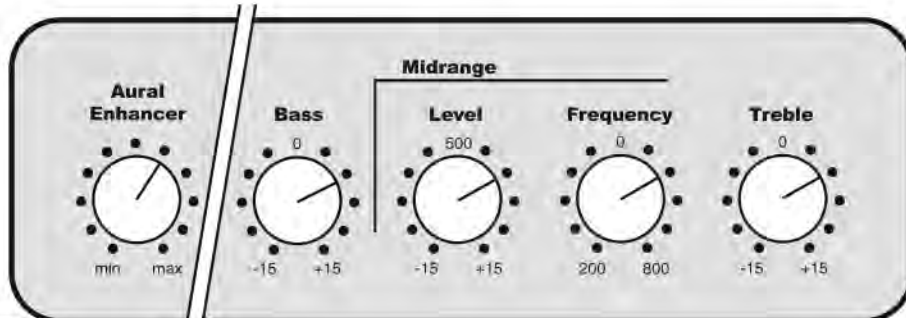 Midrange
Aural
Enhancer
Bass
Level
Frequency
Treble
0
500
0
0
min
max
-15
+15
-15
+15
200
800
-15
+15